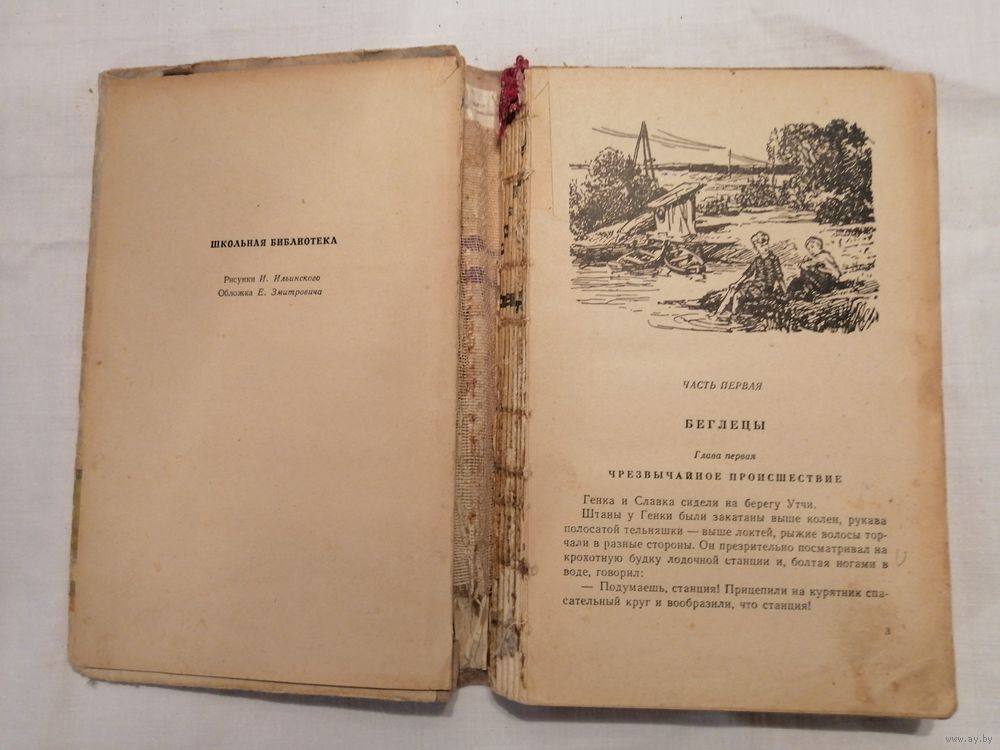 ШКОЛЬНАЯ БИБЛИОТЕКА
Рисунки И. Ильинского
Обложка Е. Змитровича
ЧАСТЬ ПЕРВАЯ
БЕГЛЕЦЫ
Глава первая
ЧРЕЗВЫЧАЙНОЕ ПРОИСШЕСТВИЕ
Генка и Славка сидели на берегу Утчи.
Штаны у Генки были закатаны выше колен, рукава
полосатой тельняшки — выше локтей, рыжие волосы тор-
чали в разные стороны. Он презрительно посматривал на
крохотную будку лодочной станции и, болтая ногами в
воде, говорил:
— Подумаешь, станция! Прицепили на курятник спа-
сательный круг и вообразили, что станция!
3
www.ay.by